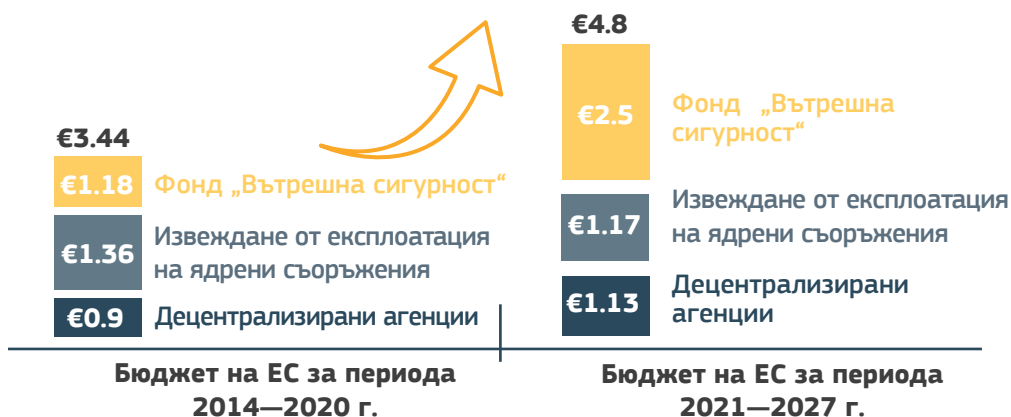 €3.44
€1.18 Фонд „Вътрешна сигурност“
€1.36
Извеждане от експлоатация
на ядрени съоръжения
€0.9 Децентрализирани агенции
Бюджет на ЕС за периода
2014—2020 г.
€4.8
€2.5
Фонд „Вътрешна
сигурност“
€1.17
Извеждане от експлоатация
на ядрени съоръжения
€1.13
Децентрализирани
агенции
Бюджет на ЕС за периода
2021—2027 г.